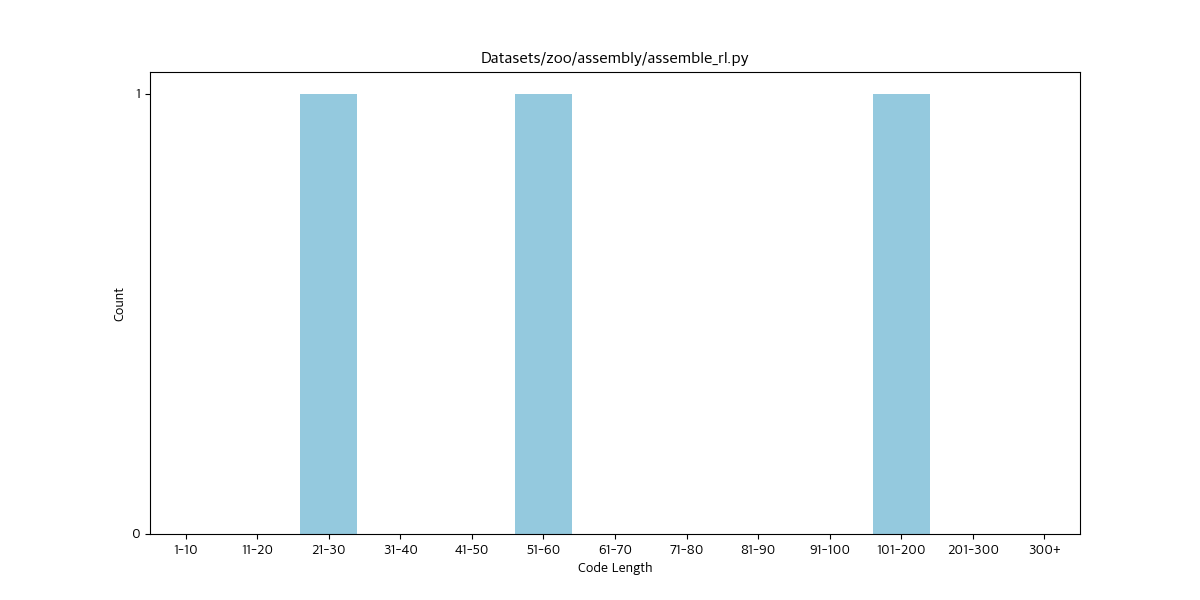 Datasets/zoo/assembly/assemble_rl.py
1
Count
0
1-10 11-20 21-30 31-40 41-50 51-60 61-70 71-80 81-90 91-100 101-200 201-300 300+
Code Length